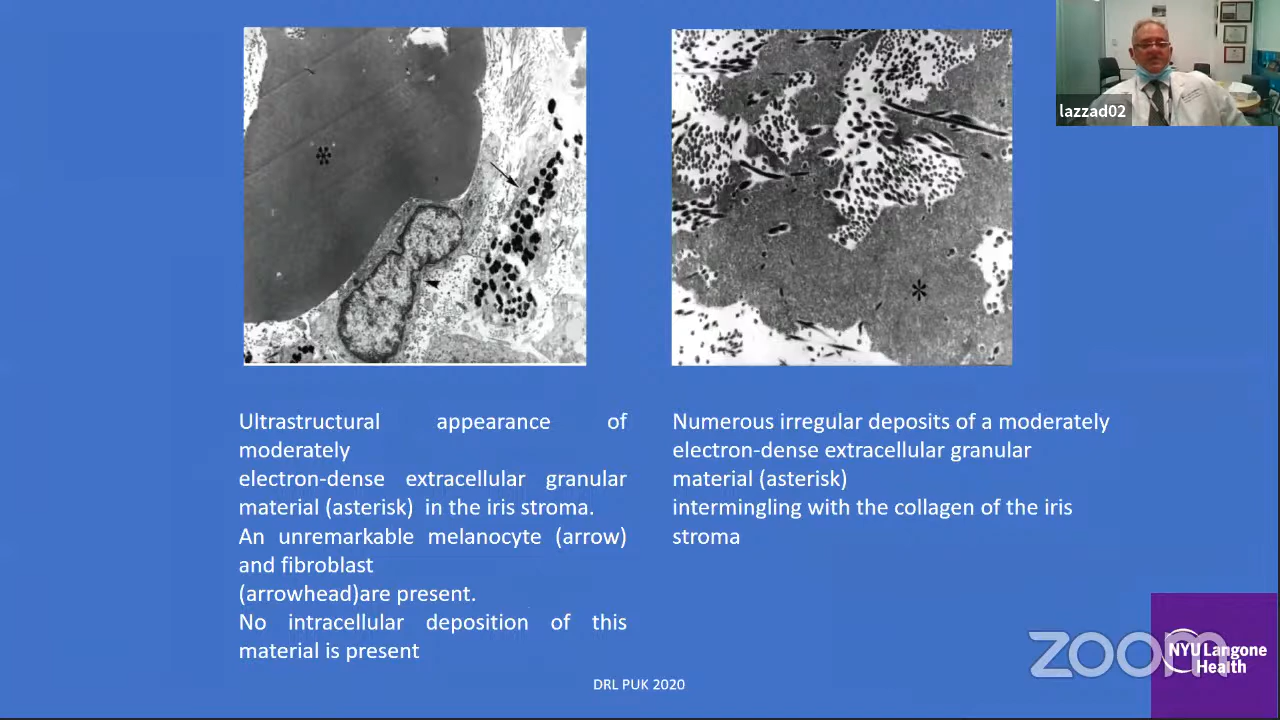 lazzad02
Ultrastructural appearance of
moderately
electron-dense extracellular granular
material (asterisk) in the iris stroma.
An unremarkable melanocyte (arrow)
and fibroblast
(arrowhead)are present.
No intracellular deposition of this
material is present
Numerous irregular deposits of a moderately
electron-dense extracellular granular
material (asterisk)
intermingling with the collagen of the iris
stroma
DRL PUK 2020
zoom
NYU Langone
Health